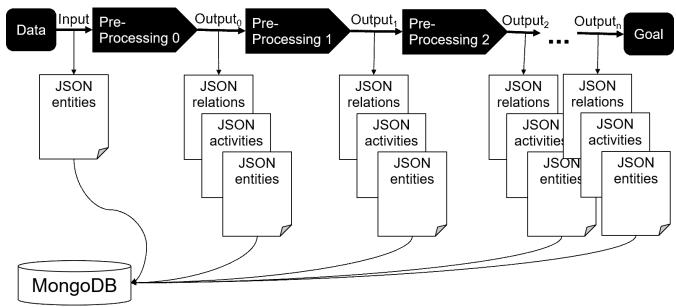 Data
Input
Pre-
Processing 0
Output0
Pre-
Processing 1
Output1
Pre-
Processing 2
Output2
...
Outputn
Goal
JSON
entities
JSON
relations
JSON
activities
JSON
entities
JSON
relations
JSON
activities
JSON
entities
JSON
relations
JSON
activities
JSON
entities
JSON
relations
JSON
activities
JSON
entities
MongoDB